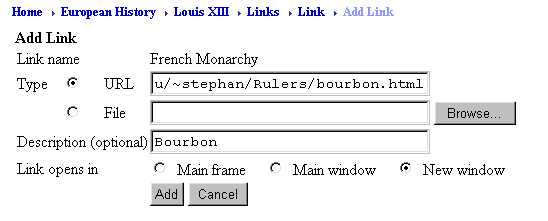 Home › European History › Louis XIII › Links › Link › Add Link
Add Link
Link name French Monarchy
Type URL u/~stephan/Rulers/bourbon.html
File Browse...
Description (optional) Bourbon
Link opens in Main frame Main window New window
Add Cancel